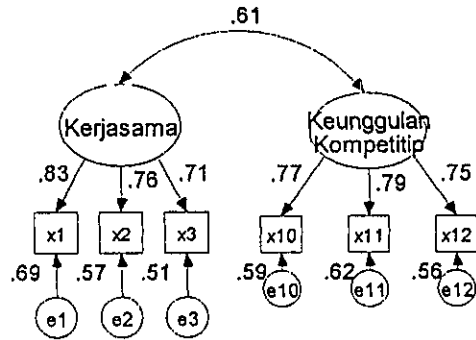 .61
Kerjasama
Keunggulan
Kompetitip
.83 .76 .71
.77 .79 .75
x1 x2 x3
x10 x11 x12
.69 .57 .51
.59 .62 .56
e1 e2 e3
e10 e11 e12